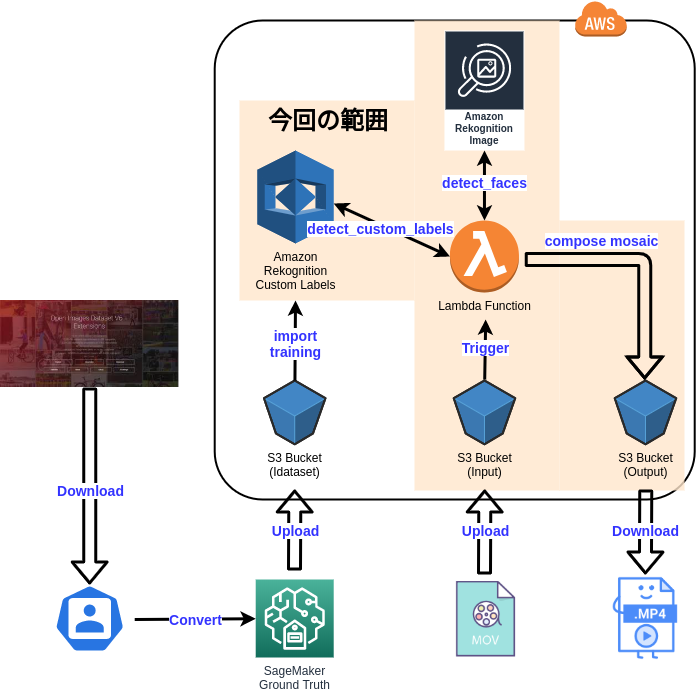 AWS
Amazon
Rekognition
Image
今回の範囲
detect_faces
detect_custom_labels
compose mosaic
Amazon
Rekognition
Custom Labels
Lambda Function
Open Images Dataset V6
Extensions
import
training
Trigger
S3 Bucket
(Idataset)
S3 Bucket
(Input)
S3 Bucket
(Output)
Download
Upload
Upload
Download
Convert
MOV
.MP4
SageMaker
Ground Truth